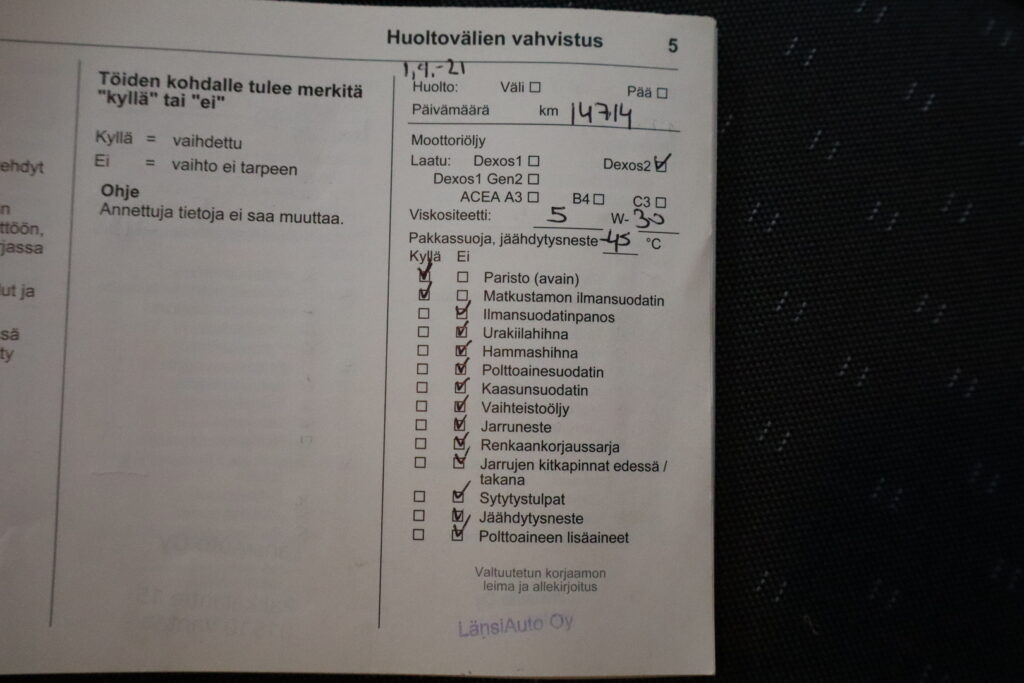 Huoltovälien vahvistus 5
ehdyt
n
ttöön,
jassa
lut ja
sä
ty
Töiden kohdalle tulee merkitä
"kyllä" tai "ei"
Kyllä = vaihdettu
Ei = vaihto ei tarpeen
Ohje
Annettuja tietoja ei saa muuttaa.
1,9.-21
Huolto: Väli ☐ Pää ☐
Päivämäärä km 14714
Moottoriöljy
Laatu: Dexos1 ☐ Dexos2 ☑
Dexos1 Gen2 ☐
ACEA A3 ☐ B4 ☐ C3 ☐
Viskositeetti: 5 W- 30
Pakkassuoja, jäähdytysneste -45 °C
Kyllä Ei
☑ ☐ Paristo (avain)
☑ ☐ Matkustamon ilmansuodatin
☐ ☑ Ilmansuodatinpanos
☐ ☑ Urakiilahihna
☐ ☑ Hammashihna
☐ ☑ Polttoainesuodatin
☐ ☑ Kaasunsuodatin
☐ ☑ Vaihteistoöljy
☐ ☑ Jarruneste
☐ ☑ Renkaankorjaussarja
☐ ☑ Jarrujen kitkapinnat edessä /
takana
☐ ☑ Sytytystulpat
☐ ☑ Jäähdytysneste
☐ ☑ Polttoaineen lisäaineet
Valtuutetun korjaamon
leima ja allekirjoitus
LänsiAuto Oy